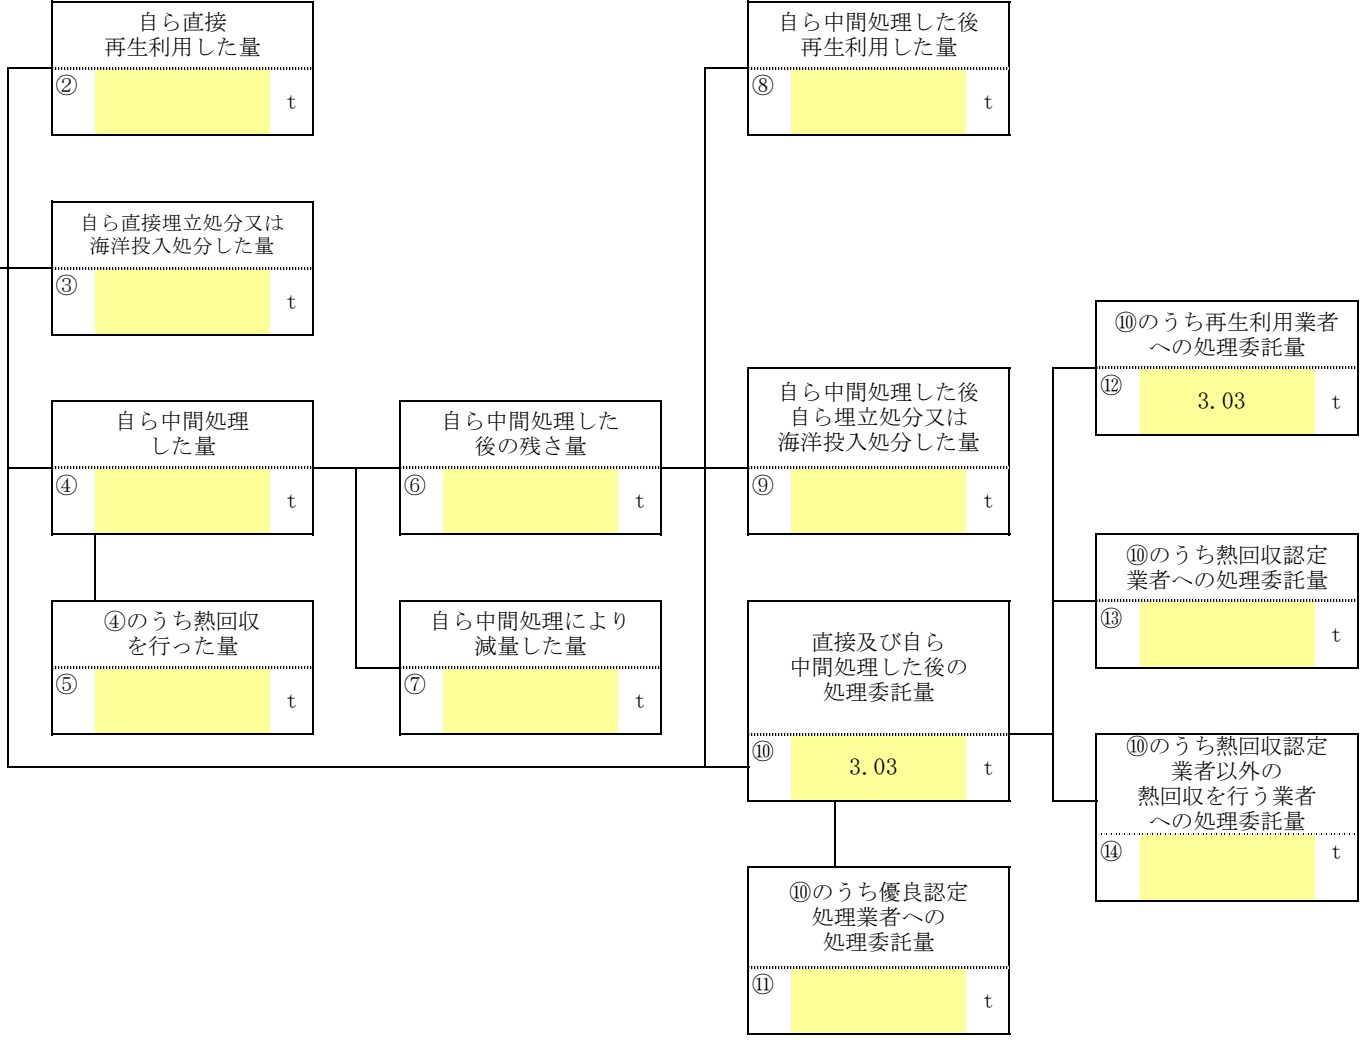 自ら直接
再生利用した量
②
t
自ら中間処理した後
再生利用した量
⑧
t
自ら直接埋立処分又は
海洋投入処分した量
③
t
⑩のうち再生利用業者
への処理委託量
⑫
3.03
t
自ら中間処理
した量
④
t
自ら中間処理した
後の残さ量
⑥
t
自ら中間処理した後
自ら埋立処分又は
海洋投入処分した量
⑨
t
⑩のうち熱回収認定
業者への処理委託量
⑬
t
④のうち熱回収
を行った量
⑤
t
自ら中間処理により
減量した量
⑦
t
直接及び自ら
中間処理した後の
処理委託量
⑩
3.03
t
⑩のうち熱回収認定
業者以外の
熱回収を行う業者
への処理委託量
⑭
t
⑩のうち優良認定
処理業者への
処理委託量
⑪
t